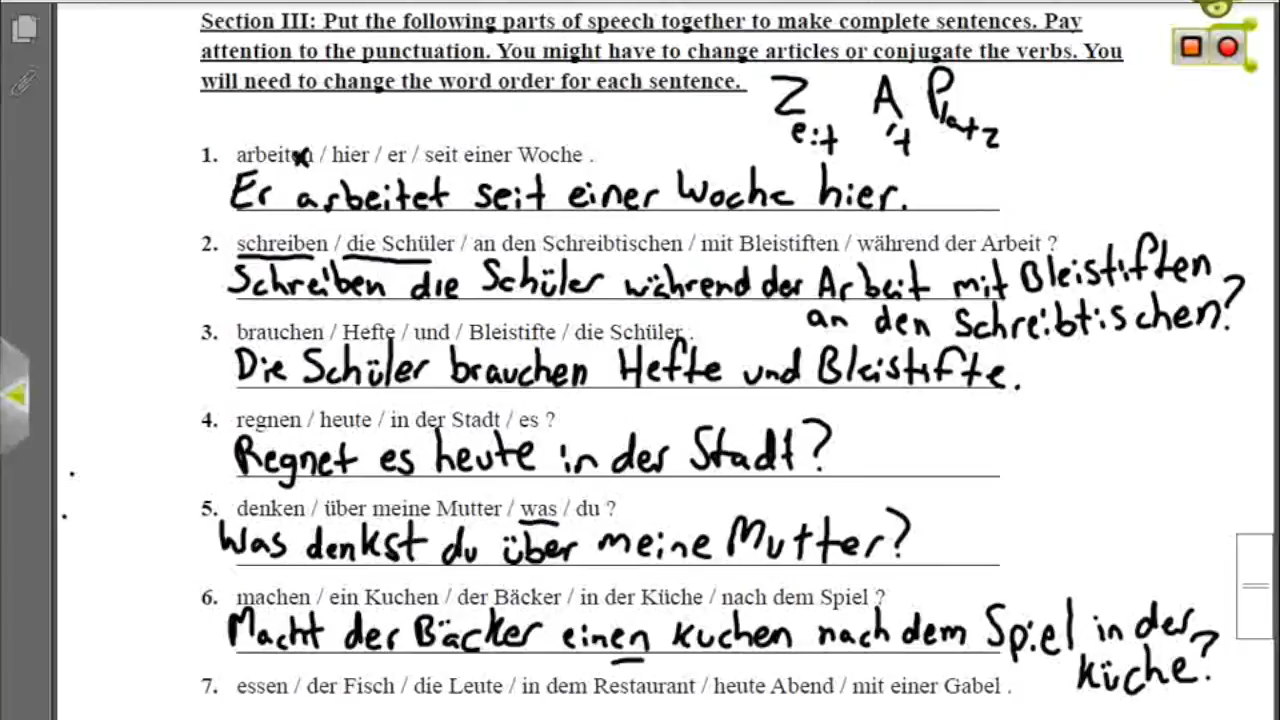 Section III: Put the following parts of speech together to make complete sentences. Pay
attention to the punctuation. You might have to change articles or conjugate the verbs. You
will need to change the word order for each sentence.
Zeit Art Platz
1. arbeiten / hier / er / seit einer Woche .
Er arbeitet seit einer Woche hier.
2. schreiben / die Schüler / an den Schreibtischen / mit Bleistiften / während der Arbeit ?
Schreiben die Schüler während der Arbeit mit Bleistiften
an den Schreibtischen?
3. brauchen / Hefte / und / Bleistifte / die Schüler .
Die Schüler brauchen Hefte und Bleistifte.
4. regnen / heute / in der Stadt / es ?
Regnet es heute in der Stadt?
5. denken / über meine Mutter / was / du ?
Was denkst du über meine Mutter?
6. machen / ein Kuchen / der Bäcker / in der Küche / nach dem Spiel ?
Macht der Bäcker einen Kuchen nach dem Spiel in der
Küche?
7. essen / der Fisch / die Leute / in dem Restaurant / heute Abend / mit einer Gabel .